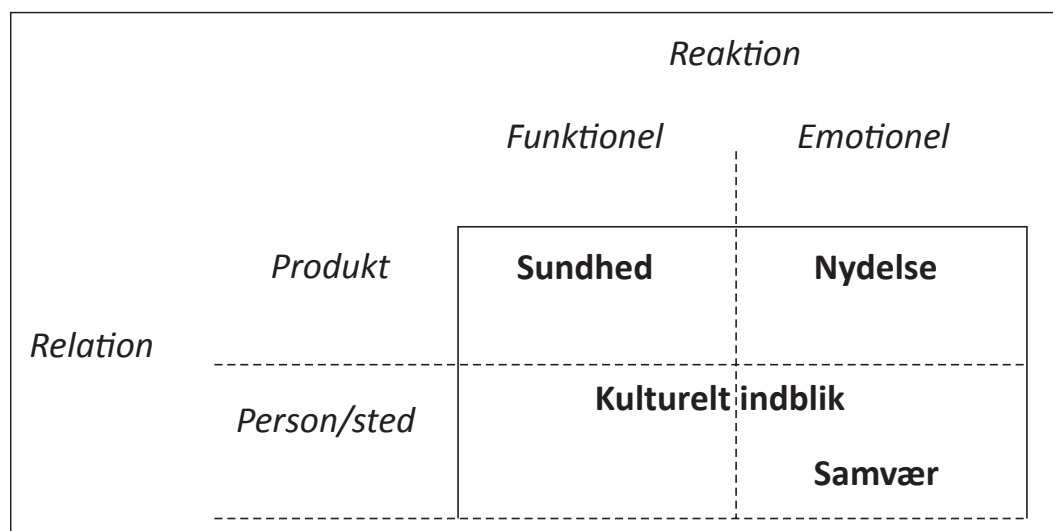 Reaktion
Funktionel Emotionel
Produkt Sundhed Nydelse
Relation
Kulturelt indblik
Person/sted
Samvær